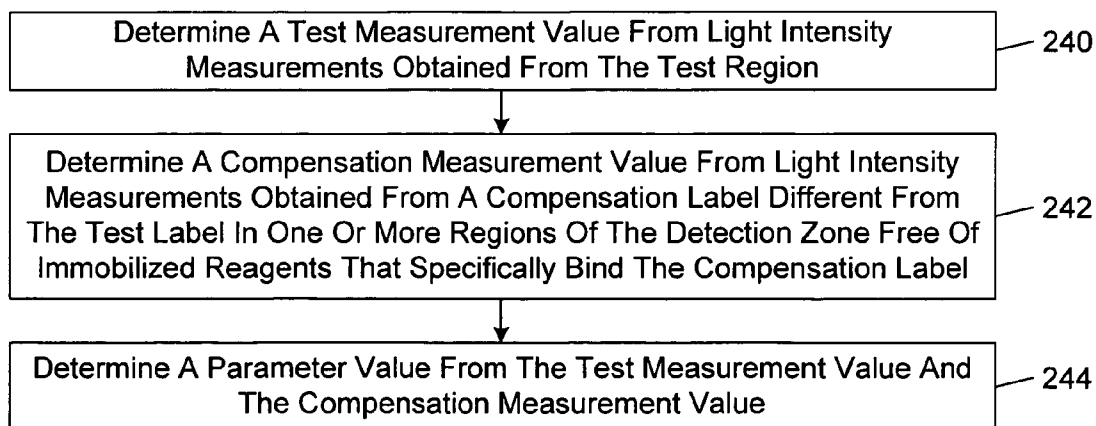 Determine A Test Measurement Value From Light Intensity
Measurements Obtained From The Test Region
240
Determine A Compensation Measurement Value From Light Intensity
Measurements Obtained From A Compensation Label Different From
The Test Label In One Or More Regions Of The Detection Zone Free Of
Immobilized Reagents That Specifically Bind The Compensation Label
242
Determine A Parameter Value From The Test Measurement Value And
The Compensation Measurement Value
244